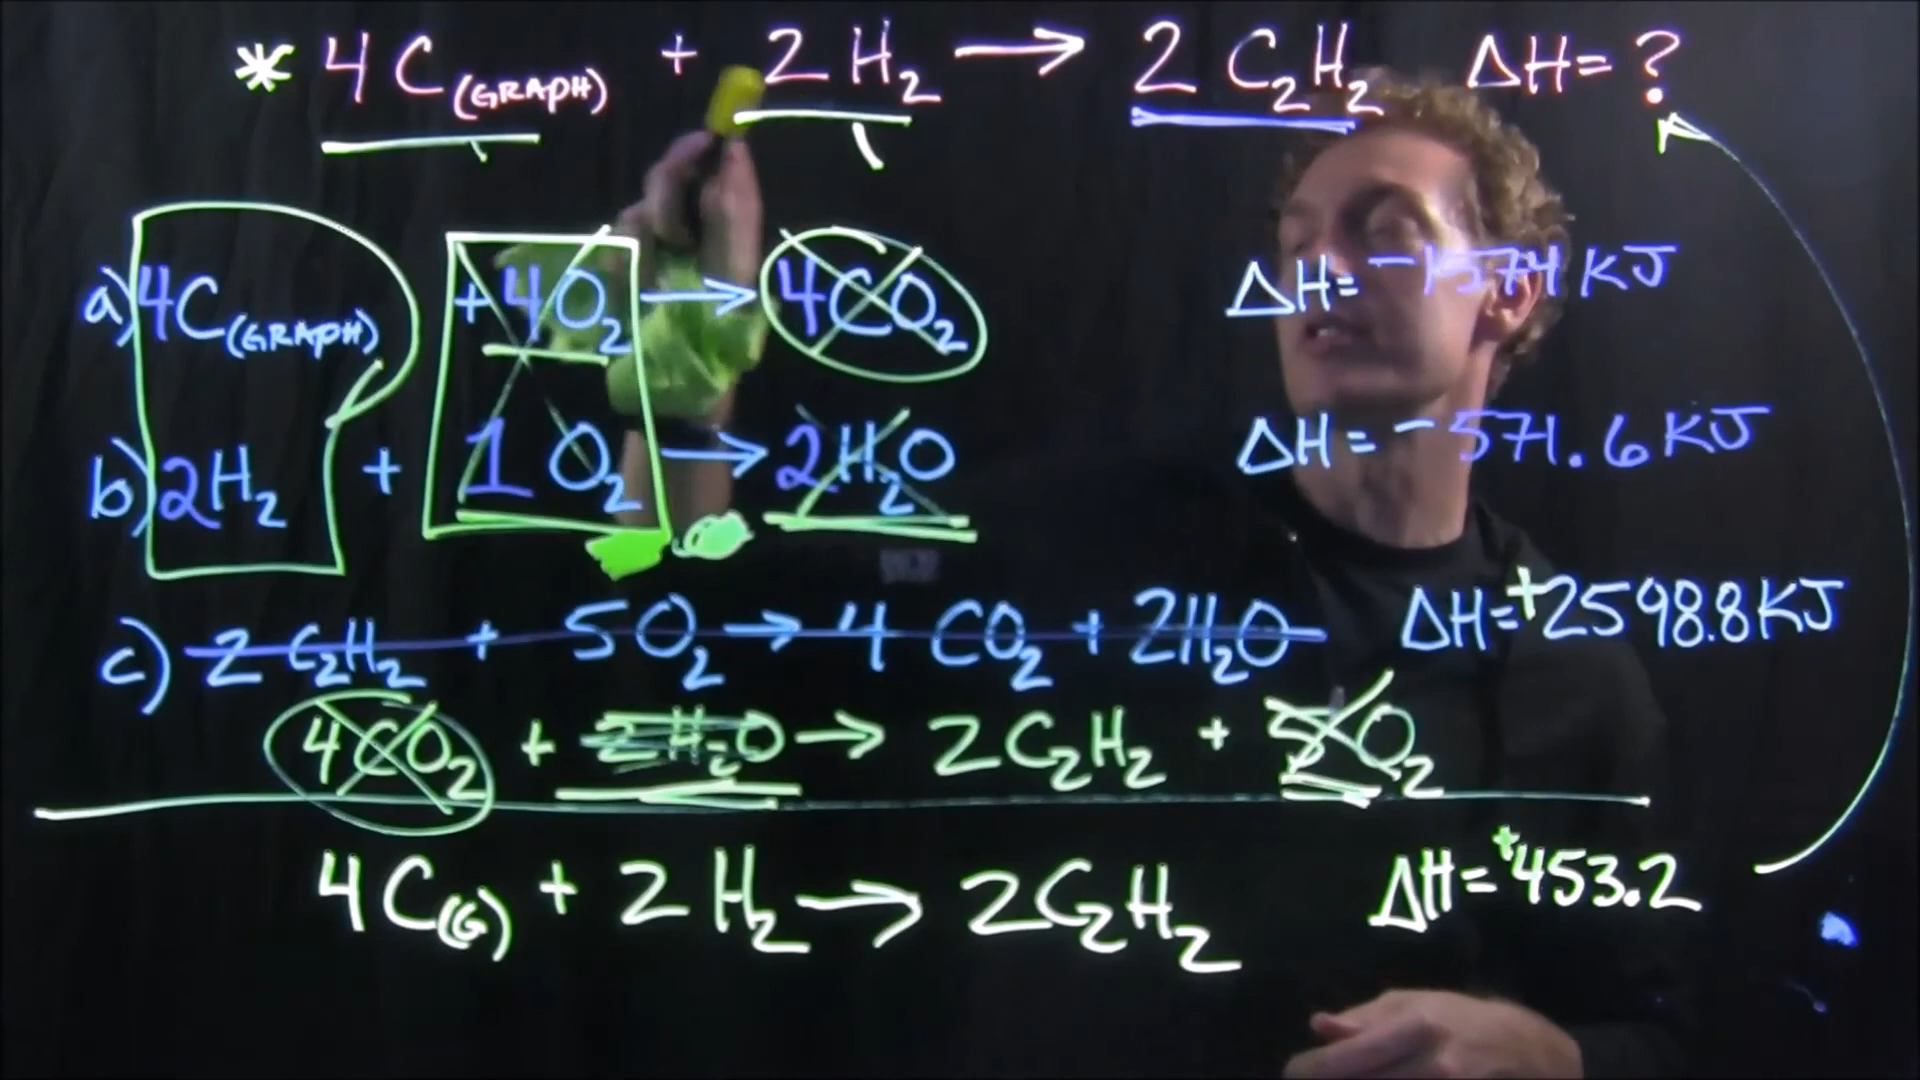 * 4 C(GRAPH) + 2 H₂ → 2 C₂H₂ ΔH = ?
a) 4C(GRAPH) + 4O₂ → 4CO₂ ΔH = -1574 KJ
b) 2H₂ + 1 O₂ → 2H₂O ΔH = -571.6 KJ
c) 2 C₂H₂ + 5O₂ → 4 CO₂ + 2H₂O ΔH = +2598.8 KJ
4CO₂ + 2H₂O → 2C₂H₂ + 5O₂
4C(G) + 2 H₂ → 2C₂H₂ ΔH = +453.2